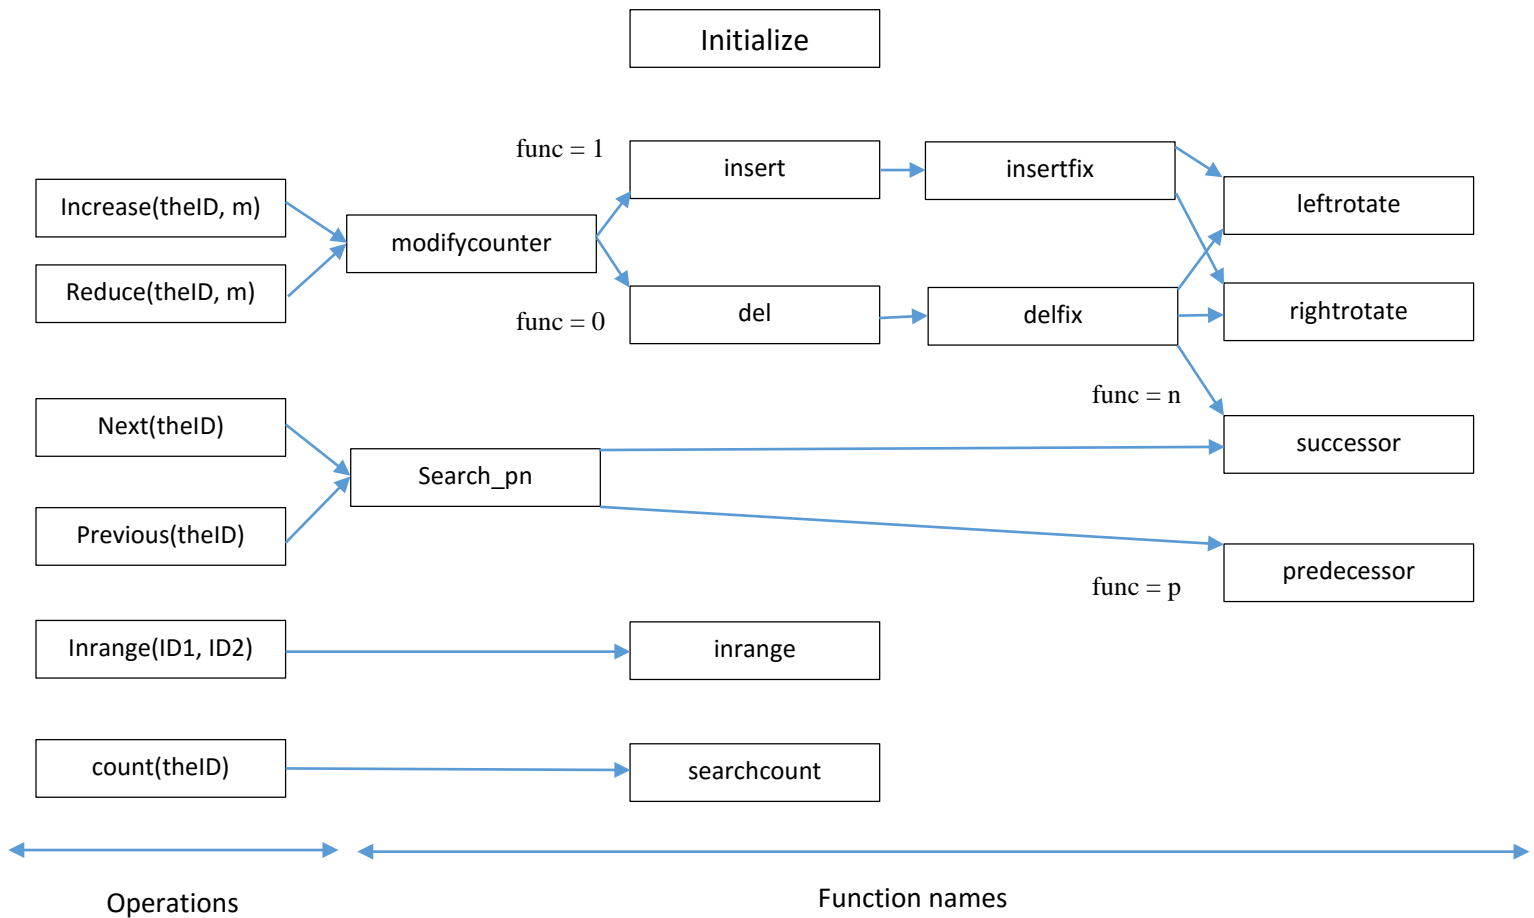 Initialize
func = 1
insert
insertfix
leftrotate
Increase(theID, m)
modifycounter
Reduce(theID, m)
func = 0
del
delfix
rightrotate
func = n
Next(theID)
successor
Search_pn
Previous(theID)
predecessor
func = p
Inrange(ID1, ID2)
inrange
count(theID)
searchcount
Operations
Function names